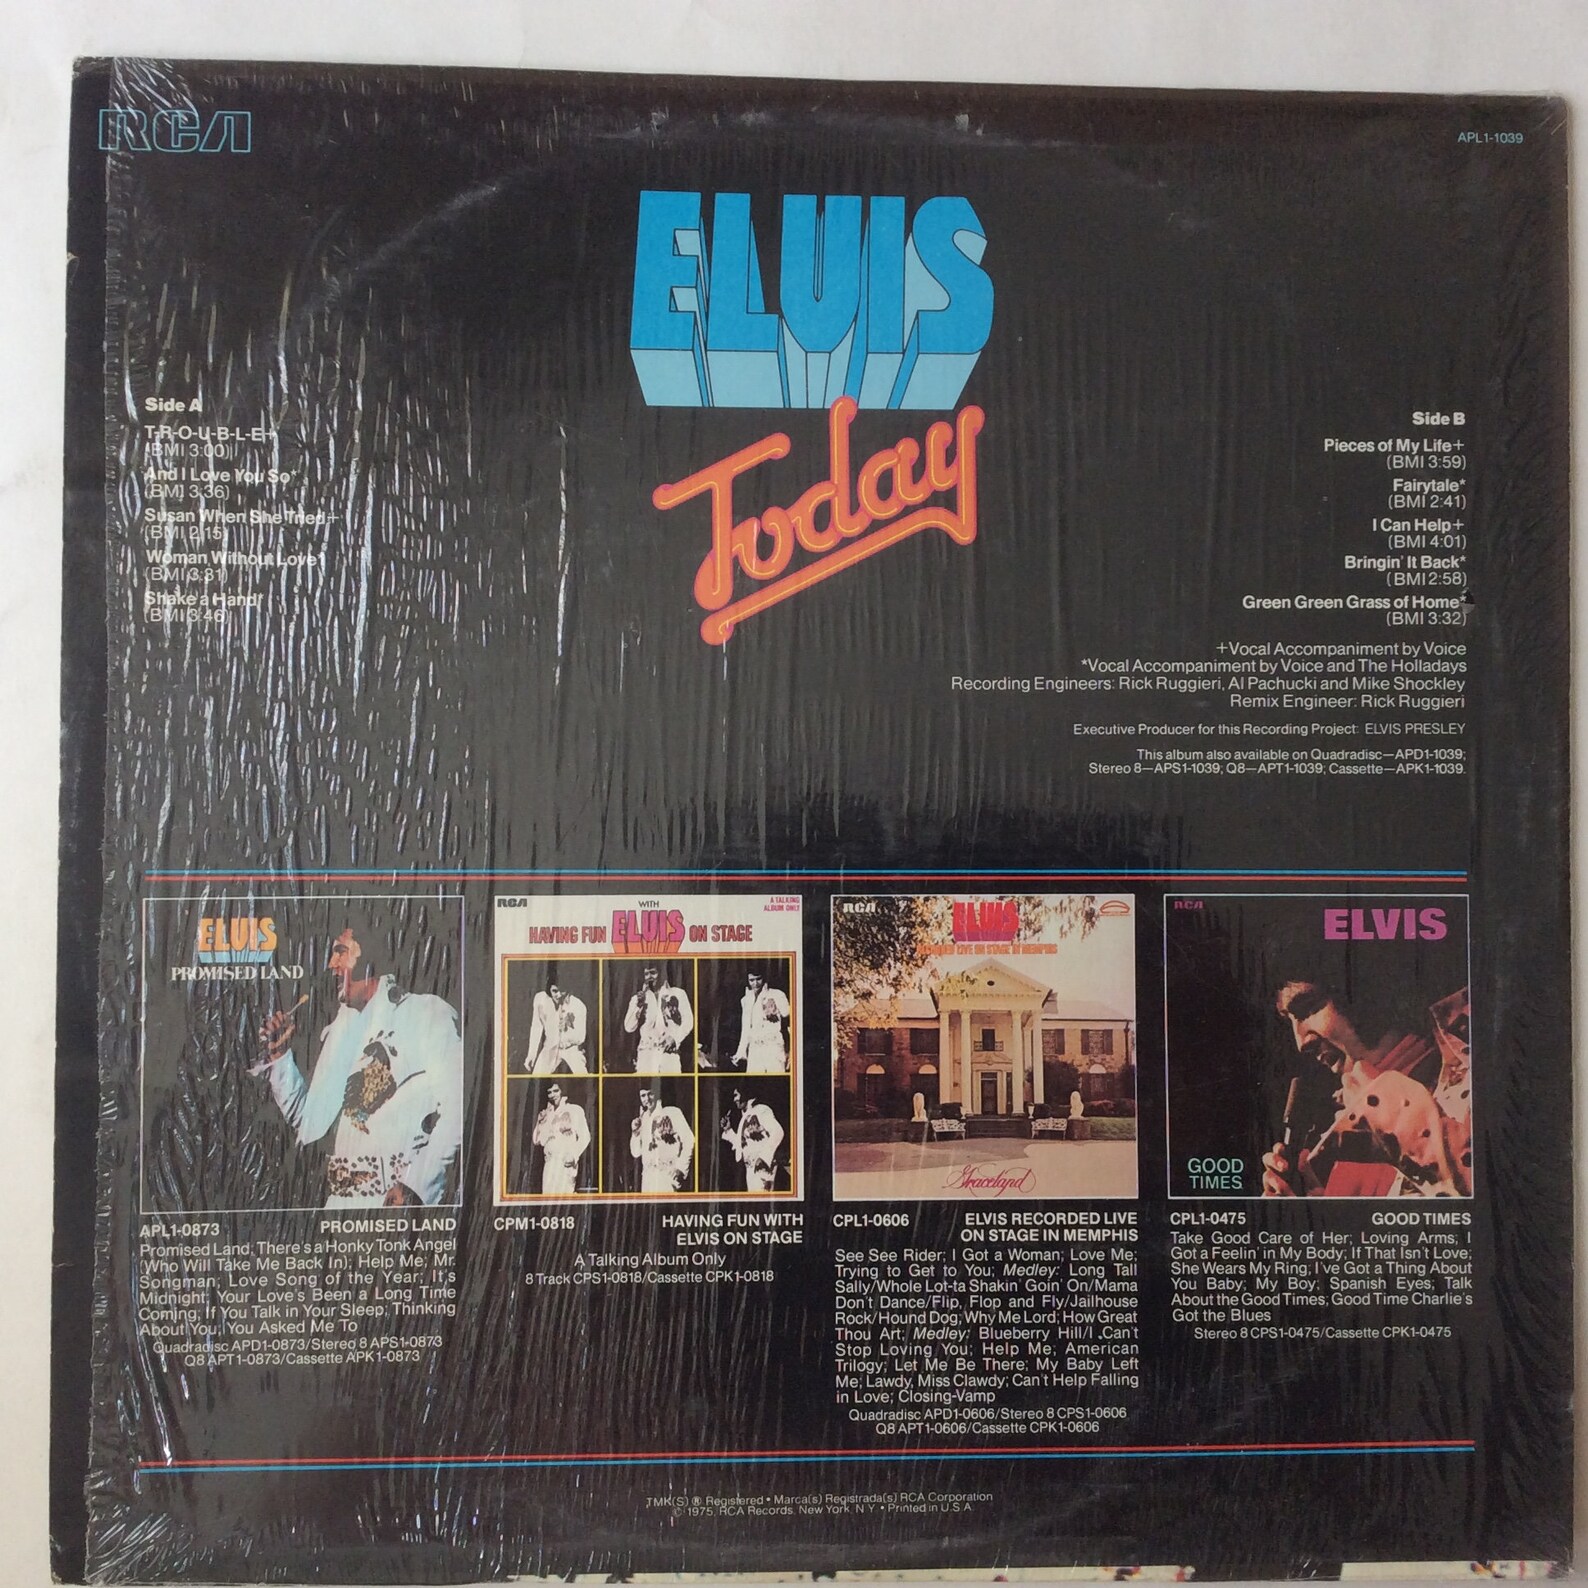 RCA
APL1-1039
ELVIS
Today
Side A
T-R-O-U-B-L-E+
(BMI 3:00)
And I Love You So*
(BMI 3:36)
Susan When She Tried+
(BMI 2:15)
Woman Without Love*
(BMI 3:31)
Shake a Hand*
(BMI 3:46)
Side B
Pieces of My Life+
(BMI 3:59)
Fairytale*
(BMI 2:41)
I Can Help+
(BMI 4:01)
Bringin' It Back*
(BMI 2:58)
Green Green Grass of Home*
(BMI 3:32)
+Vocal Accompaniment by Voice
*Vocal Accompaniment by Voice and The Holladays
Recording Engineers: Rick Ruggieri, Al Pachucki and Mike Shockley
Remix Engineer: Rick Ruggieri
Executive Producer for this Recording Project: ELVIS PRESLEY
This album also available on Quadradisc—APD1-1039;
Stereo 8—APS1-1039; Q8—APT1-1039; Cassette—APK1-1039.
ELVIS
PROMISED LAND
APL1-0873 PROMISED LAND
Promised Land; There's a Honky Tonk Angel
(Who Will Take Me Back In); Help Me; Mr.
Songman; Love Song of the Year; It's
Midnight; Your Love's Been a Long Time
Coming; If You Talk in Your Sleep; Thinking
About You; You Asked Me To
Quadradisc APD1-0873/Stereo 8 APS1-0873
Q8 APT1-0873/Cassette APK1-0873
RCA
A TALKING
ALBUM ONLY
WITH
HAVING FUN ELVIS ON STAGE
CPM1-0818 HAVING FUN WITH
ELVIS ON STAGE
A Talking Album Only
8 Track CPS1-0818/Cassette CPK1-0818
RCA
ELVIS
RECORDED LIVE ON STAGE IN MEMPHIS
Graceland
CPL1-0606 ELVIS RECORDED LIVE
ON STAGE IN MEMPHIS
See See Rider; I Got a Woman; Love Me;
Trying to Get to You; Medley: Long Tall
Sally/Whole Lot-ta Shakin' Goin' On/Mama
Don't Dance/Flip, Flop and Fly/Jailhouse
Rock/Hound Dog; Why Me Lord; How Great
Thou Art; Medley: Blueberry Hill/I Can't
Stop Loving You; Help Me; American
Trilogy; Let Me Be There; My Baby Left
Me; Lawdy, Miss Clawdy; Can't Help Falling
in Love; Closing-Vamp
Quadradisc APD1-0606/Stereo 8 CPS1-0606
Q8 APT1-0606/Cassette CPK1-0606
RCA
ELVIS
GOOD
TIMES
CPL1-0475 GOOD TIMES
Take Good Care of Her; Loving Arms; I
Got a Feelin' in My Body; If That Isn't Love;
She Wears My Ring; I've Got a Thing About
You Baby; My Boy; Spanish Eyes; Talk
About the Good Times; Good Time Charlie's
Got the Blues
Stereo 8 CPS1-0475/Cassette CPK1-0475
TMK(S) ® Registered • Marca(s) Registrada(s) RCA Corporation
© 1975, RCA Records, New York, N.Y. • Printed in U.S.A.